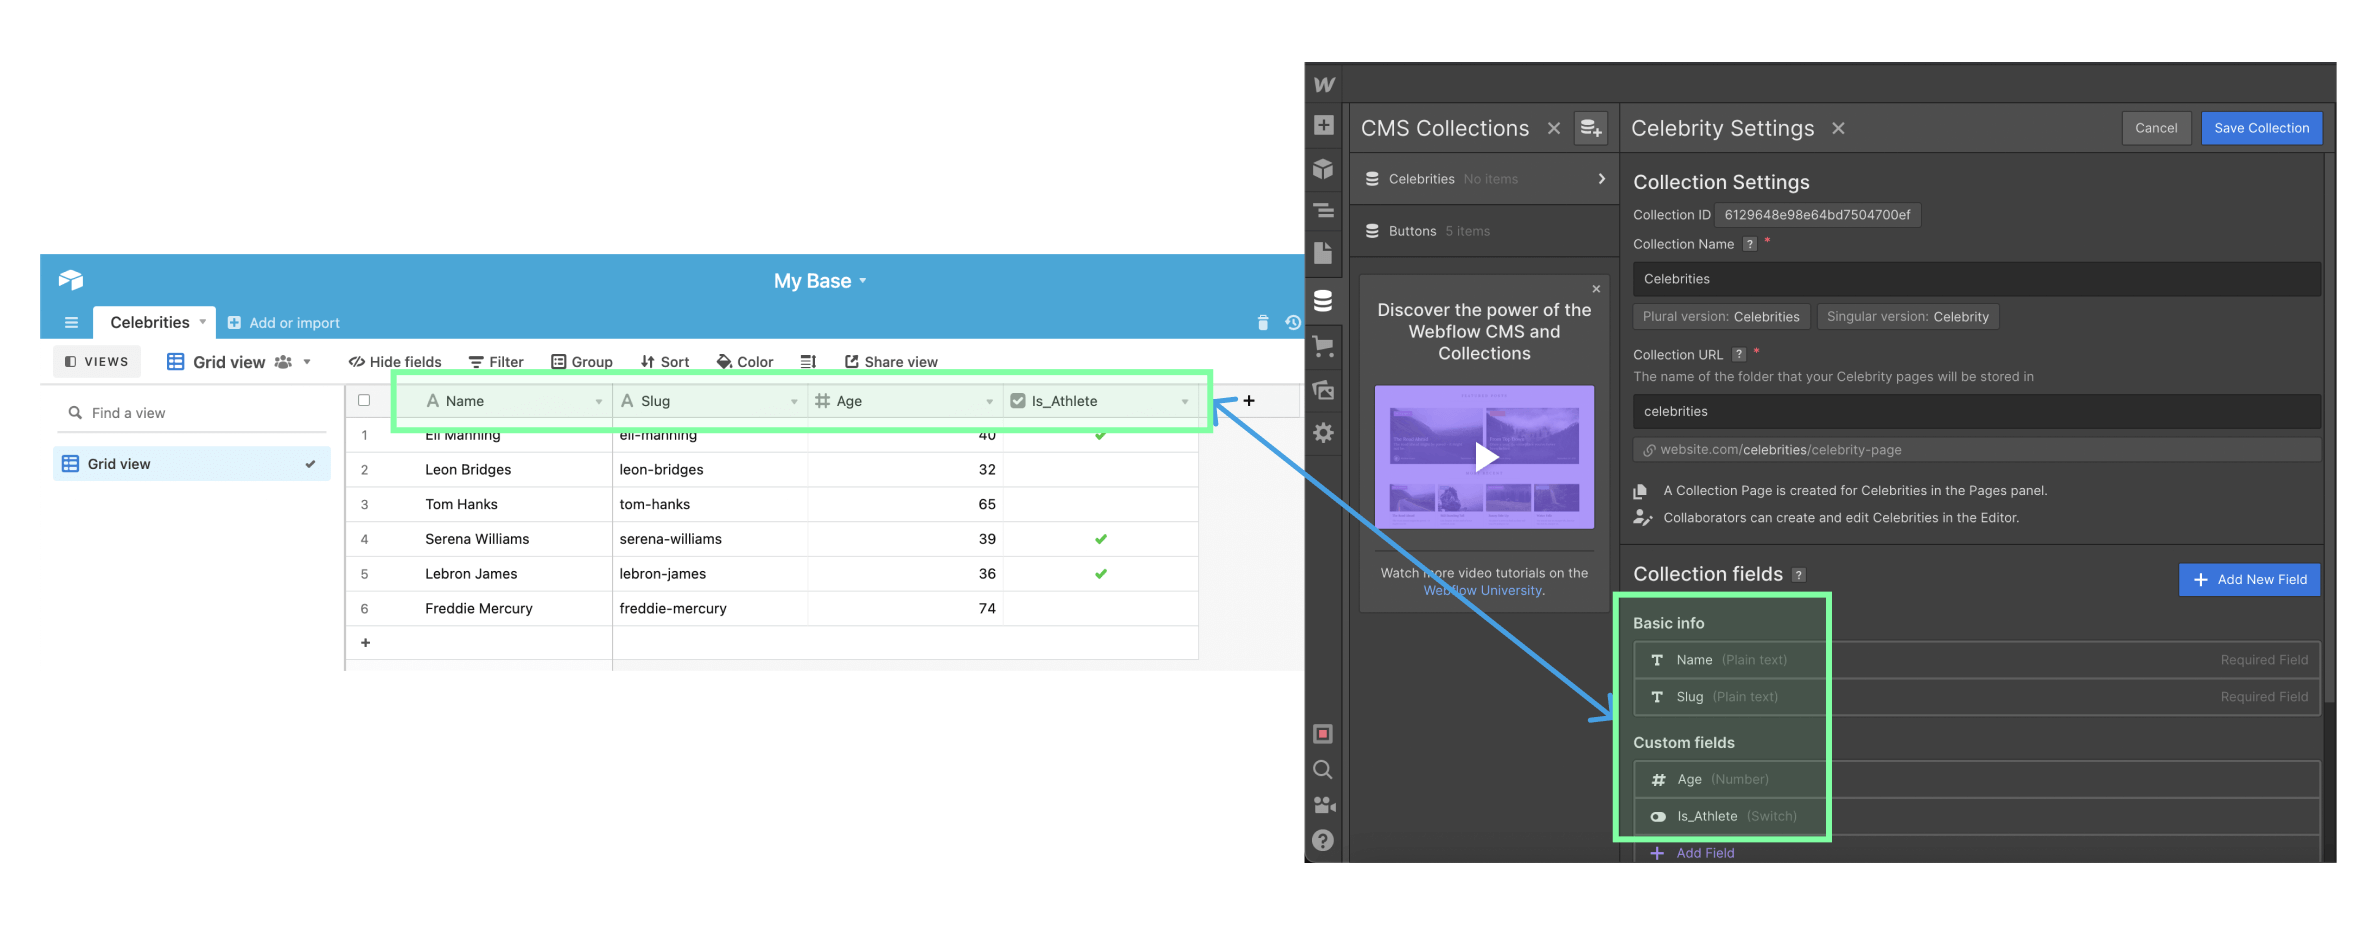 My Base
Celebrities
Add or import
VIEWS
Grid view
Hide fields
Filter
Group
Sort
Color
Share view
Find a view
Grid view
Name Slug Age Is_Athlete
1 Eli Manning eli-manning 40
2 Leon Bridges leon-bridges 32
3 Tom Hanks tom-hanks 65
4 Serena Williams serena-williams 39
5 Lebron James lebron-james 36
6 Freddie Mercury freddie-mercury 74
CMS Collections
Celebrities No items
Buttons 5 items
Discover the power of the
Webflow CMS and
Collections
Watch more video tutorials on the
Webflow University.
Celebrity Settings
Cancel
Save Collection
Collection Settings
Collection ID 6129648e98e64bd7504700ef
Collection Name ? *
Celebrities
Plural version: Celebrities
Singular version: Celebrity
Collection URL ? *
The name of the folder that your Celebrity pages will be stored in
celebrities
website.com/celebrities/celebrity-page
A Collection Page is created for Celebrities in the Pages panel.
Collaborators can create and edit Celebrities in the Editor.
Collection fields ?
+ Add New Field
Basic info
Name (Plain text) Required Field
Slug (Plain text) Required Field
Custom fields
Age (Number)
Is_Athlete (Switch)
+ Add Field